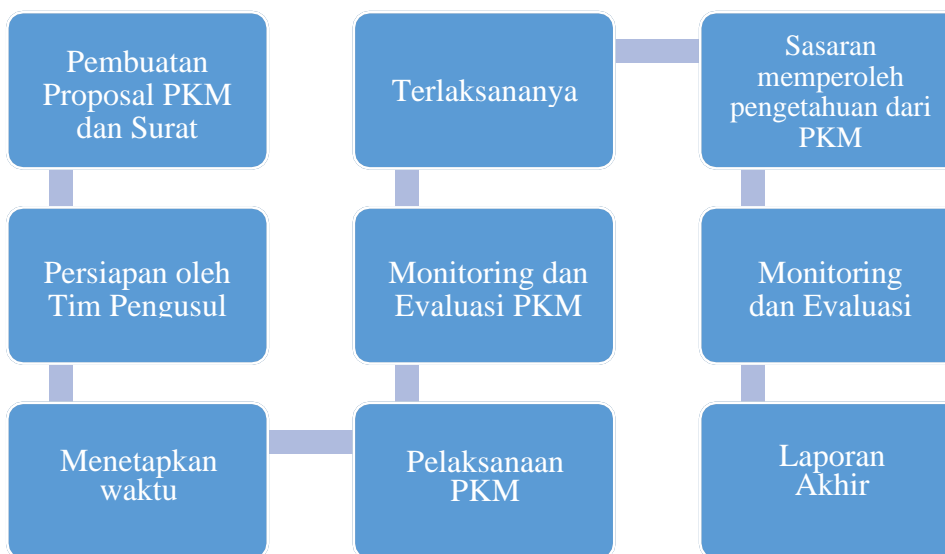 Pembuatan
Proposal PKM
dan Surat
Persiapan oleh
Tim Pengusul
Menetapkan
waktu
Pelaksanaan
PKM
Monitoring dan
Evaluasi PKM
Terlaksananya
Sasaran
memperoleh
pengetahuan dari
PKM
Monitoring
dan Evaluasi
Laporan
Akhir